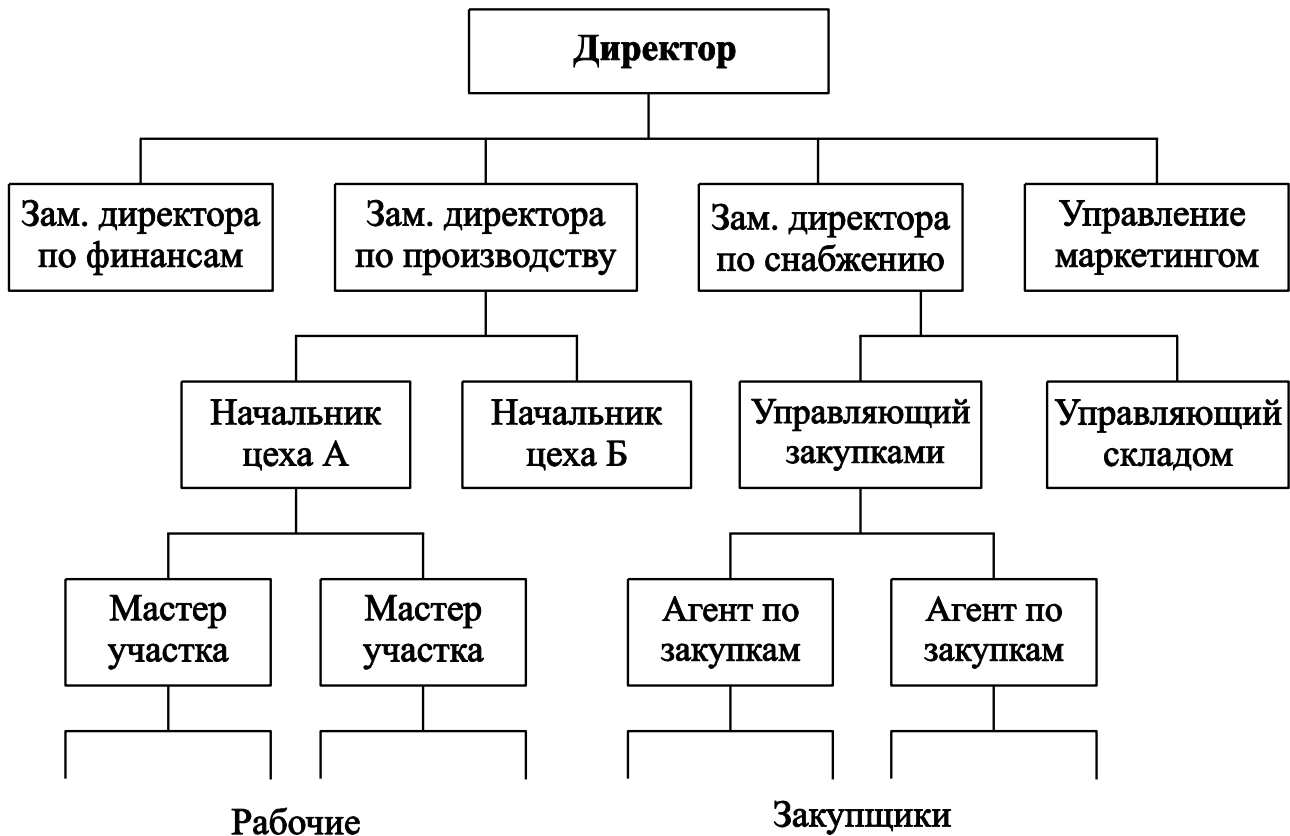 Директор
Зам. директора
по финансам
Зам. директора
по производству
Зам. директора
по снабжению
Управление
маркетингом
Начальник
цеха А
Начальник
цеха Б
Управляющий
закупками
Управляющий
складом
Мастер
участка
Мастер
участка
Агент по
закупкам
Агент по
закупкам
Рабочие
Закупщики